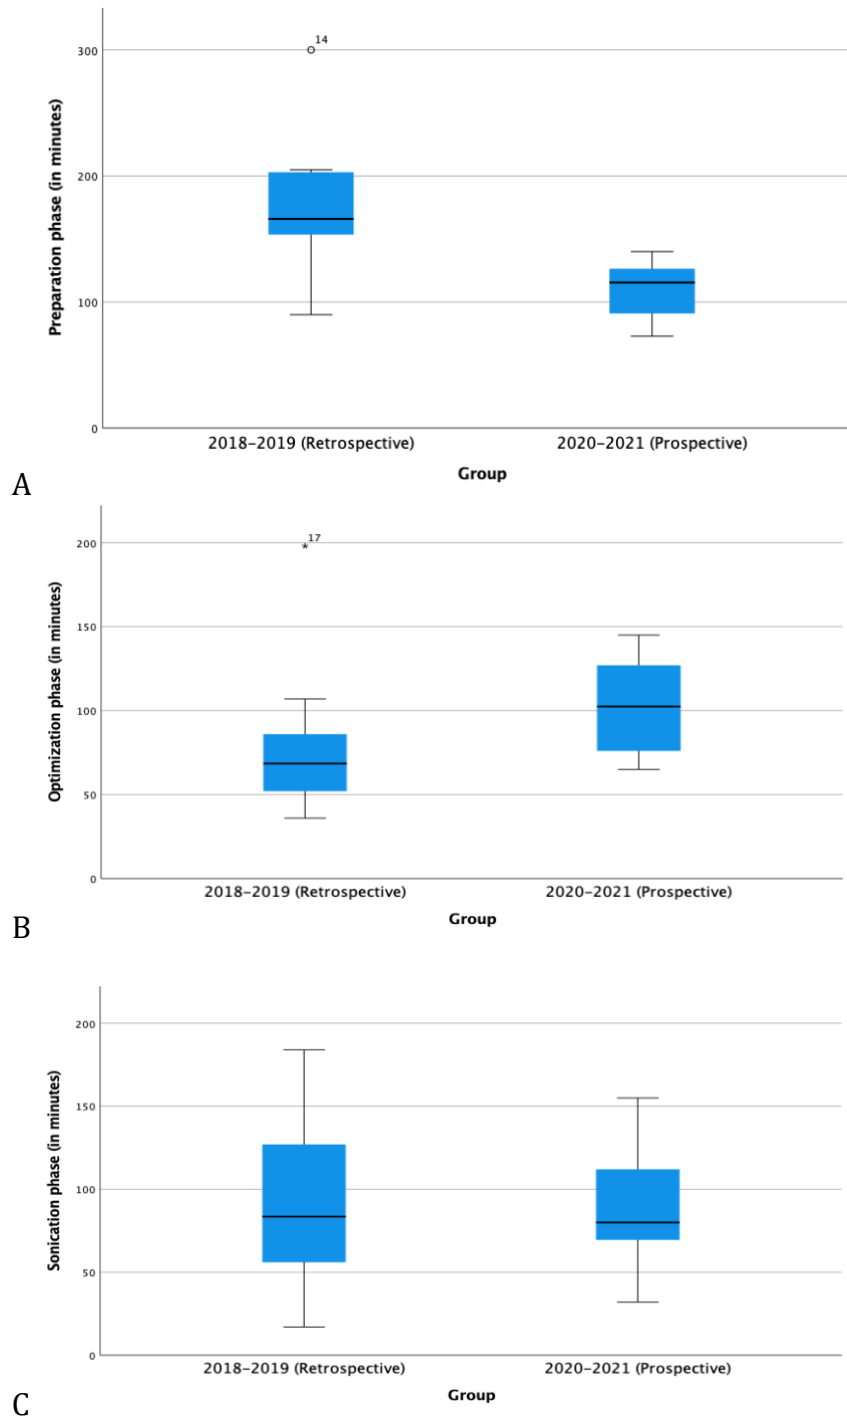 14
300
200
100
0
Preparation phase (in minutes)
2018-2019 (Retrospective) 2020-2021 (Prospective)
Group
A
17
200
150
100
50
0
Optimization phase (in minutes)
2018-2019 (Retrospective) 2020-2021 (Prospective)
Group
B
200
150
100
50
0
Sonication phase (in minutes)
2018-2019 (Retrospective) 2020-2021 (Prospective)
Group
C